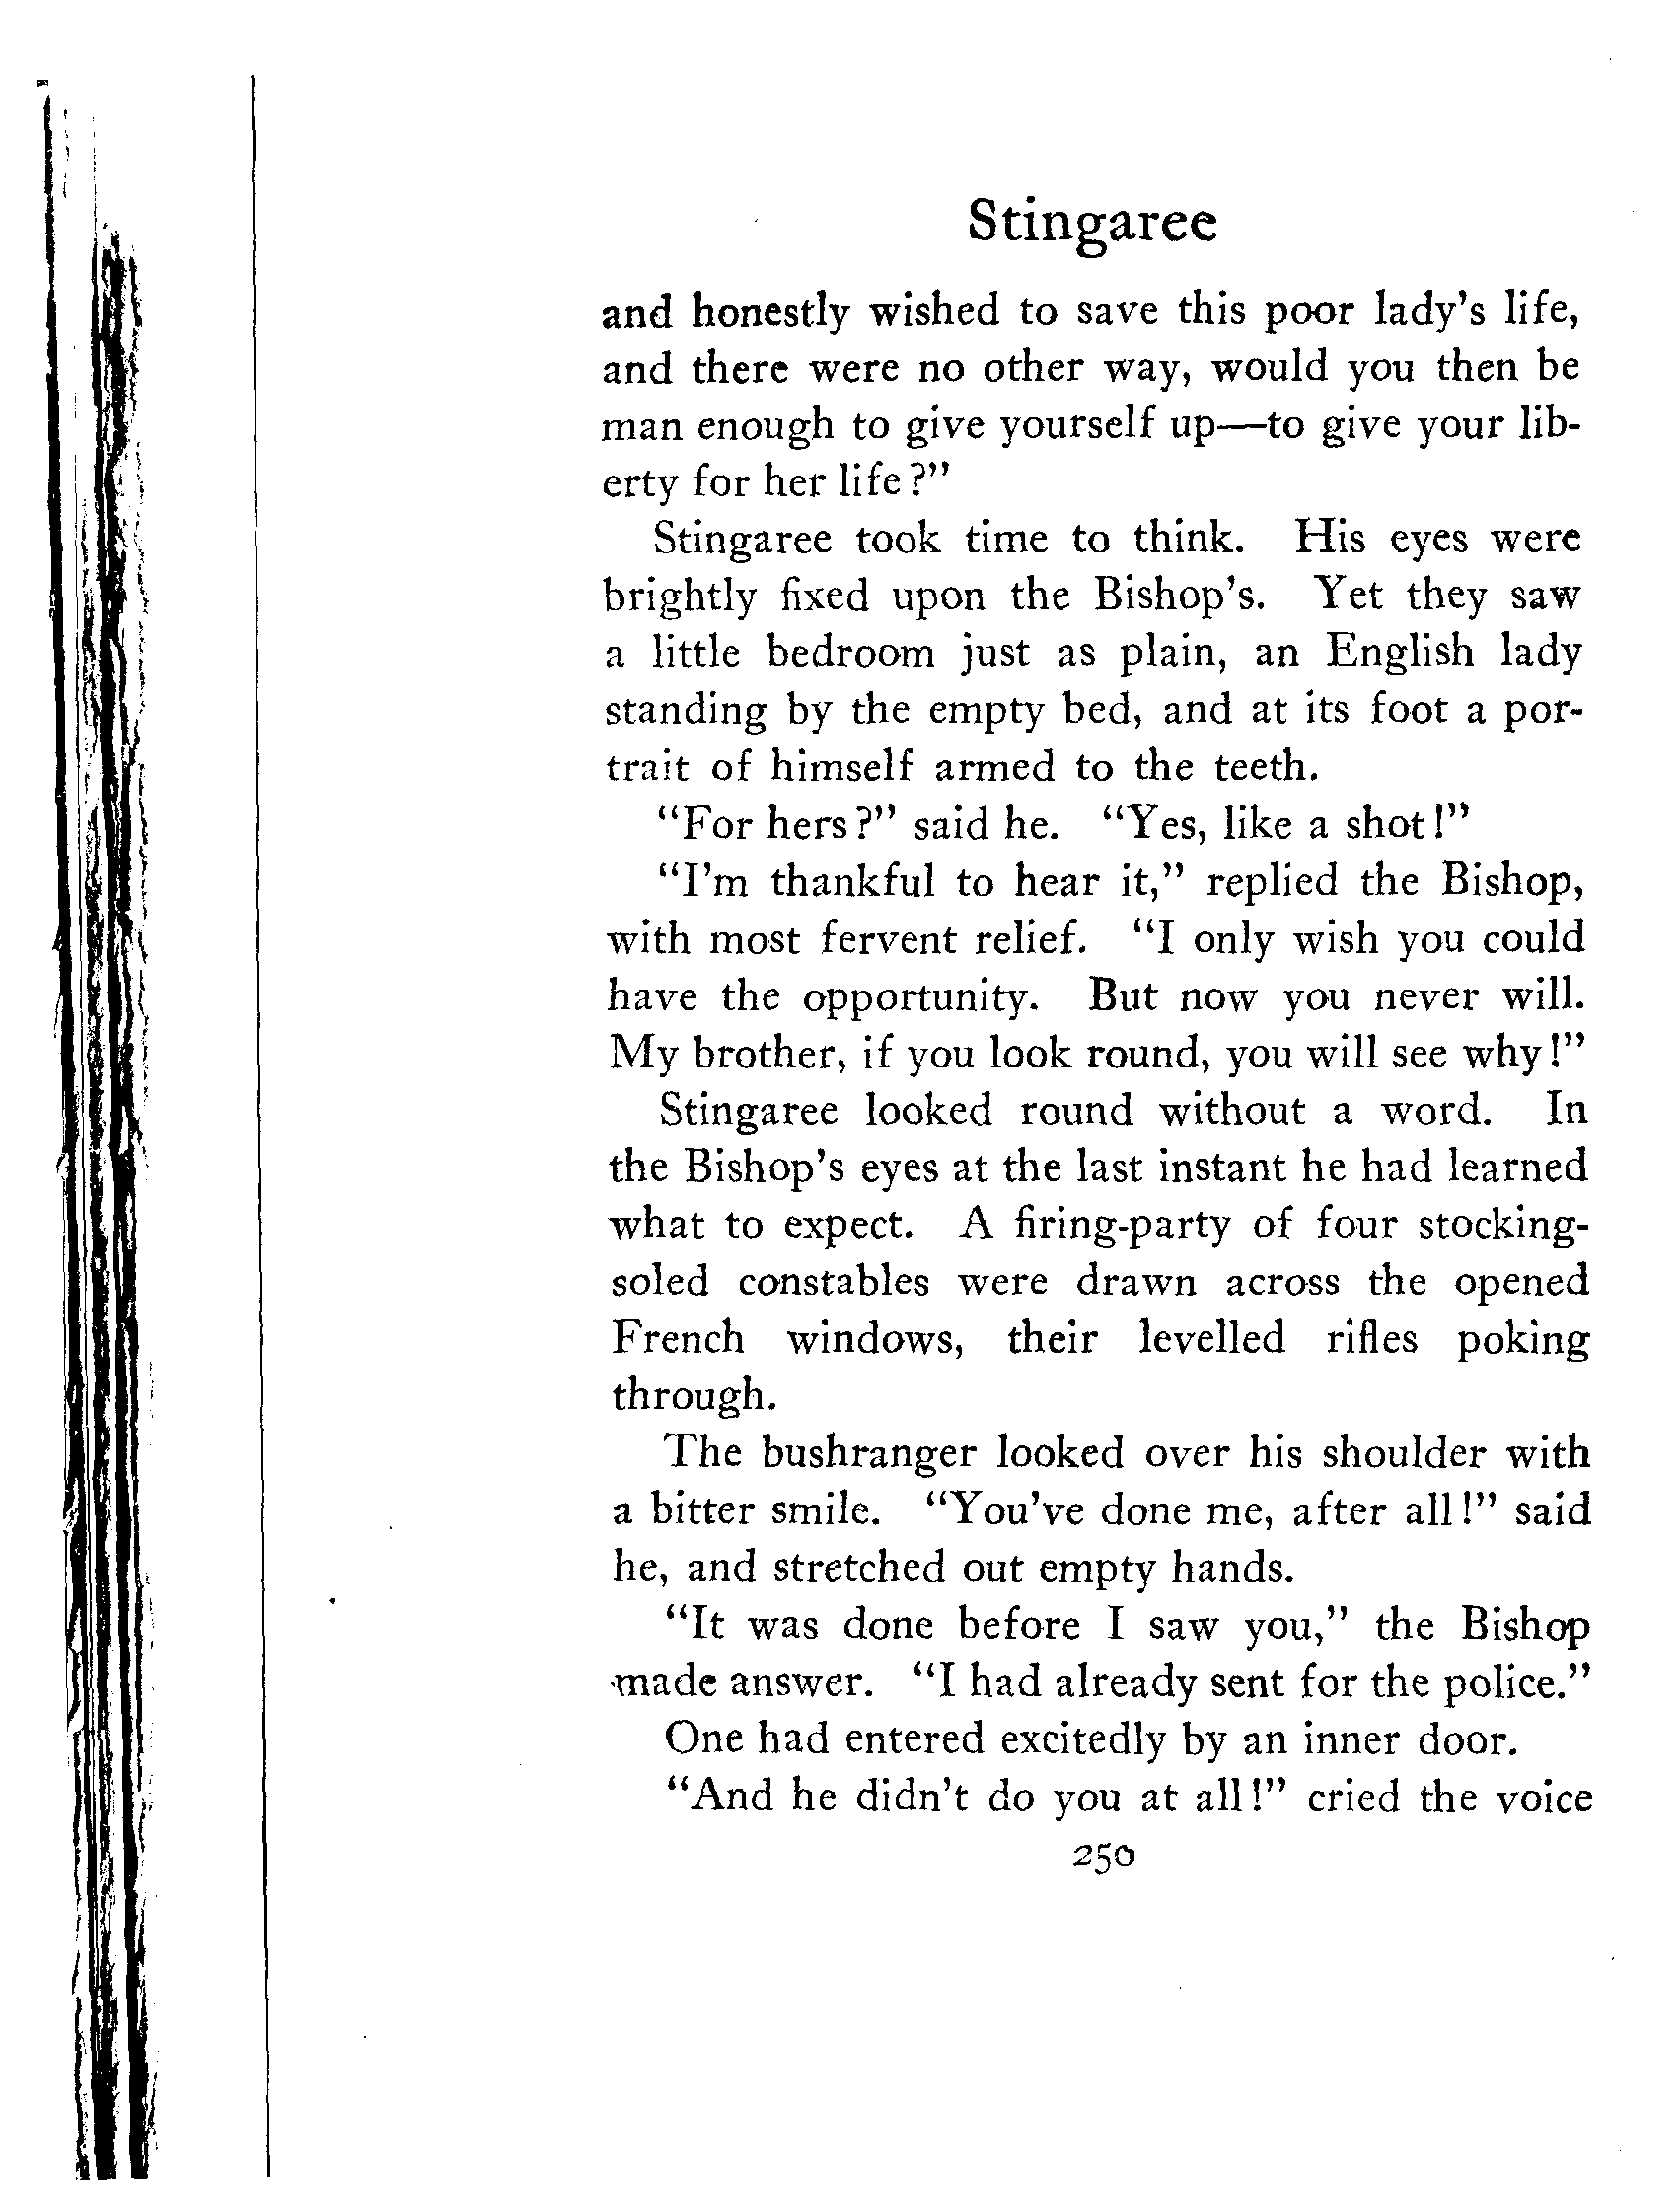 Stingaree
and honestly wished to save this poor lady's life,
and there were no other way, would you then be
man enough to give yourself up—to give your lib-
erty for her life?"
Stingaree took time to think. His eyes were
brightly fixed upon the Bishop's. Yet they saw
a little bedroom just as plain, an English lady
standing by the empty bed, and at its foot a por-
trait of himself armed to the teeth.
"For hers?" said he. "Yes, like a shot!"
"I'm thankful to hear it," replied the Bishop,
with most fervent relief. "I only wish you could
have the opportunity. But now you never will.
My brother, if you look round, you will see why!"
Stingaree looked round without a word. In
the Bishop's eyes at the last instant he had learned
what to expect. A firing-party of four stocking-
soled constables were drawn across the opened
French windows, their levelled rifles poking
through.
The bushranger looked over his shoulder with
a bitter smile. "You've done me, after all!" said
he, and stretched out empty hands.
"It was done before I saw you," the Bishop
made answer. "I had already sent for the police."
One had entered excitedly by an inner door.
"And he didn't do you at all!" cried the voice
250